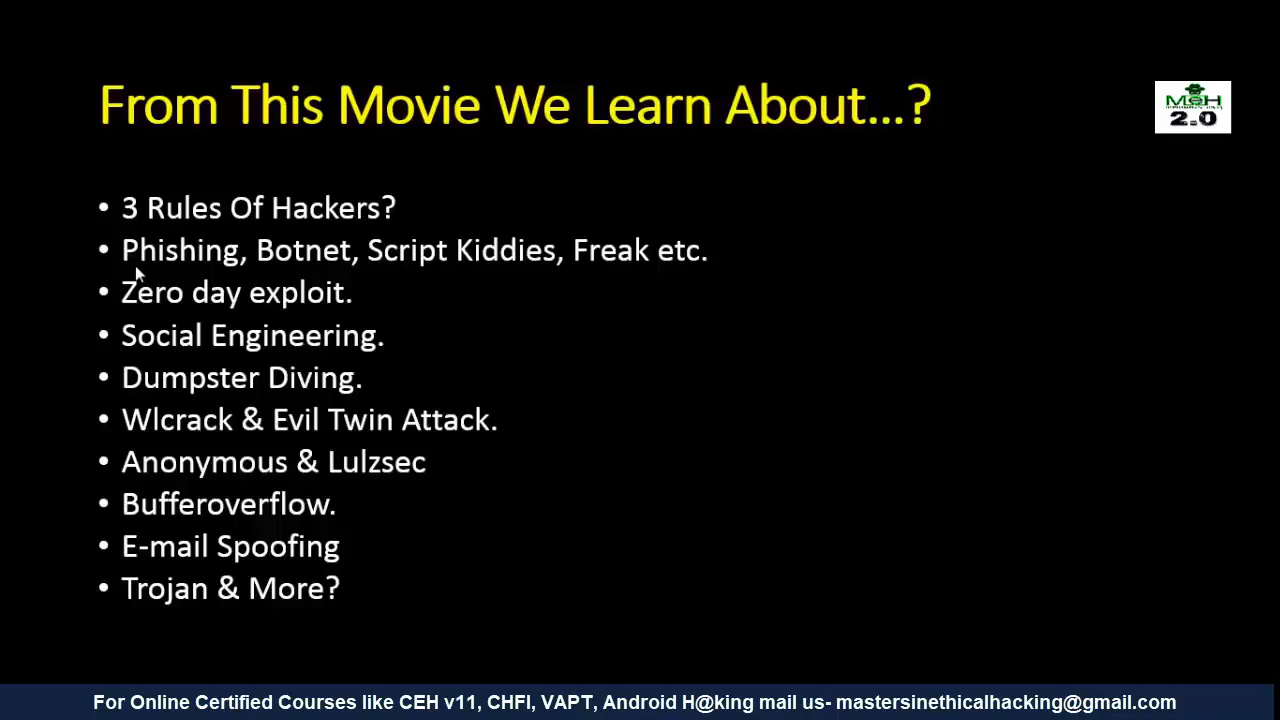 From This Movie We Learn About...?
MEH
2.0
• 3 Rules Of Hackers?
• Phishing, Botnet, Script Kiddies, Freak etc.
• Zero day exploit.
• Social Engineering.
• Dumpster Diving.
• Wlcrack & Evil Twin Attack.
• Anonymous & Lulzsec
• Bufferoverflow.
• E-mail Spoofing
• Trojan & More?
For Online Certified Courses like CEH v11, CHFI, VAPT, Android H@king mail us- mastersinethicalhacking@gmail.com